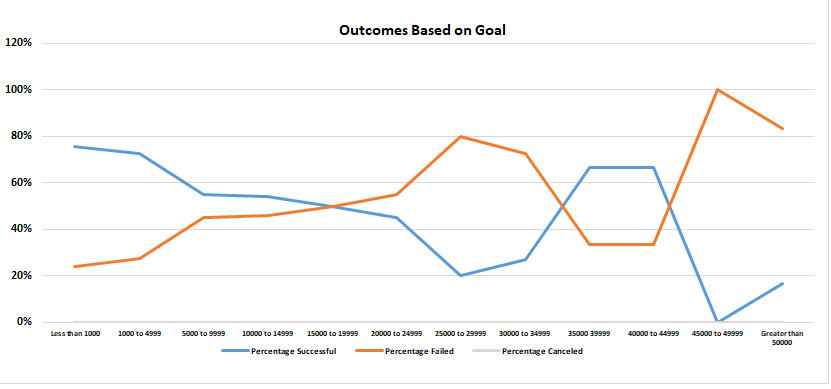 Outcomes Based on Goal
120%
100%
80%
60%
40%
20%
0%
Less than 1000 1000 to 4999 5000 to 9999 10000 to 14999 15000 to 19999 20000 to 24999 25000 to 29999 30000 to 34999 35000 39999 40000 to 44999 45000 to 49999 Greater than
50000
Percentage Successful Percentage Failed Percentage Canceled